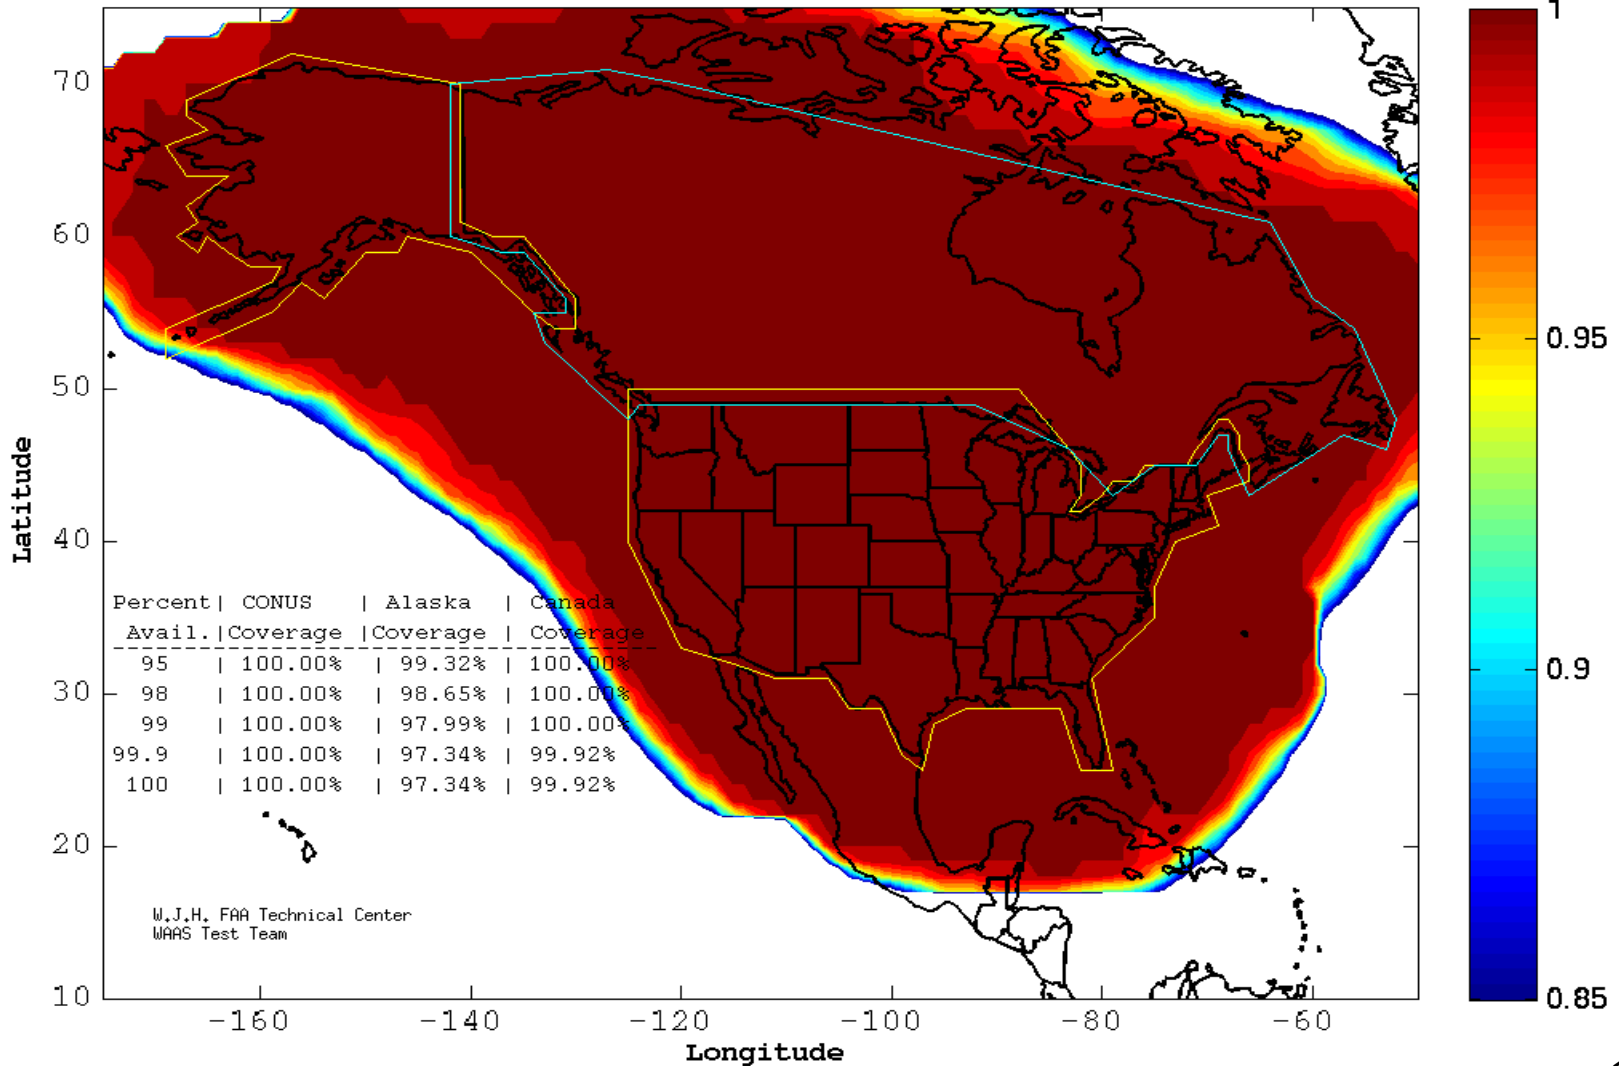 1
70
60
50
40
30
20
10
Latitude
0.95
0.9
0.85
Percent| CONUS | Alaska | Canada
Avail.|Coverage |Coverage | Coverage
95 | 100.00% | 99.32% | 100.00%
98 | 100.00% | 98.65% | 100.00%
99 | 100.00% | 97.99% | 100.00%
99.9 | 100.00% | 97.34% | 99.92%
100 | 100.00% | 97.34% | 99.92%
W.J.H. FAA Technical Center
WAAS Test Team
-160 -140 -120 -100 -80 -60
Longitude